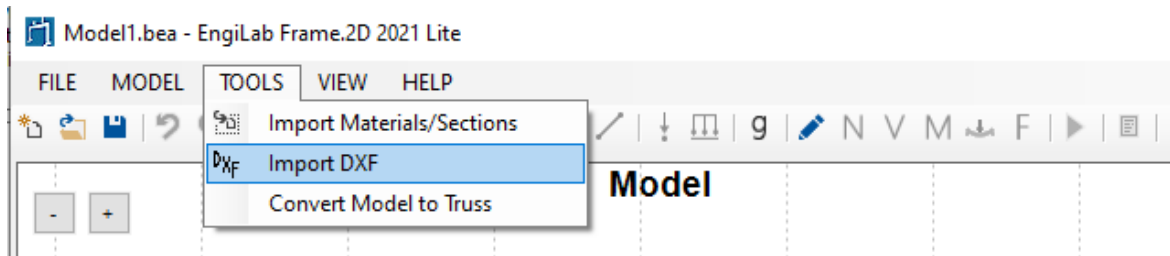 Model1.bea - EngiLab Frame.2D 2021 Lite
FILE MODEL TOOLS VIEW HELP
Import Materials/Sections
g N V M F
DXF Import DXF
Model
- +
Convert Model to Truss